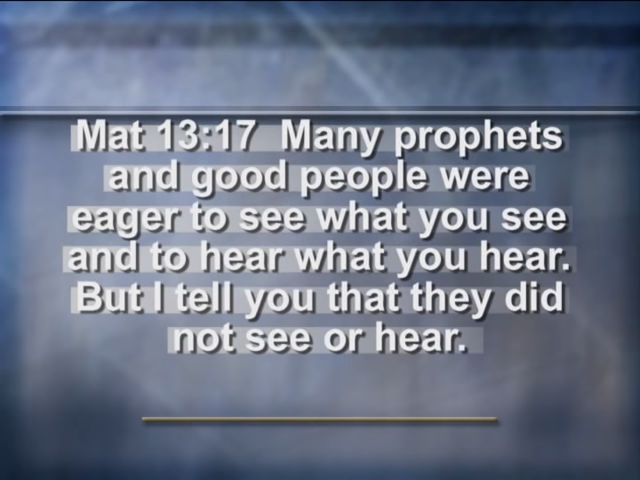 Mat 13:17  Many prophets
and good people were
eager to see what you see
and to hear what you hear.
But I tell you that they did
not see or hear.